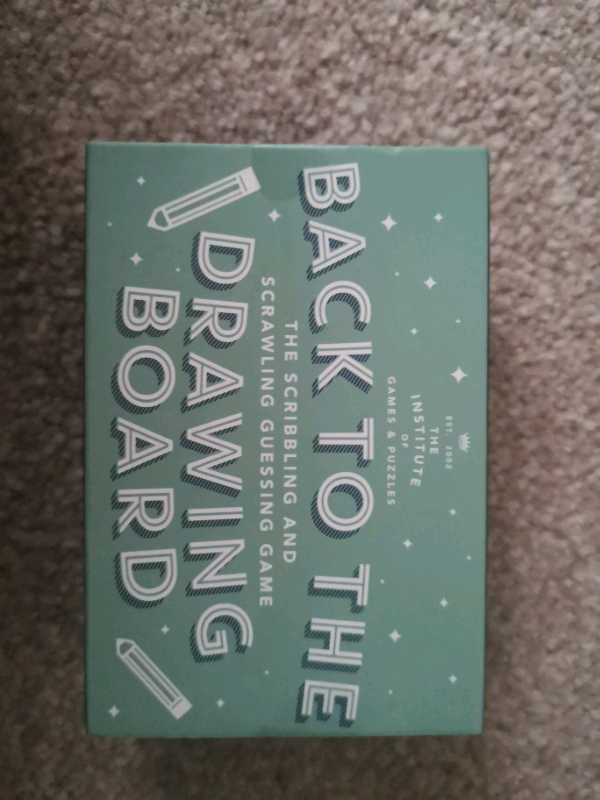 EST. 2002
THE
INSTITUTE
OF
GAMES & PUZZLES
BACK TO THE
THE SCRIBBLING AND
SCRAWLING GUESSING GAME
DRAWING
BOARD